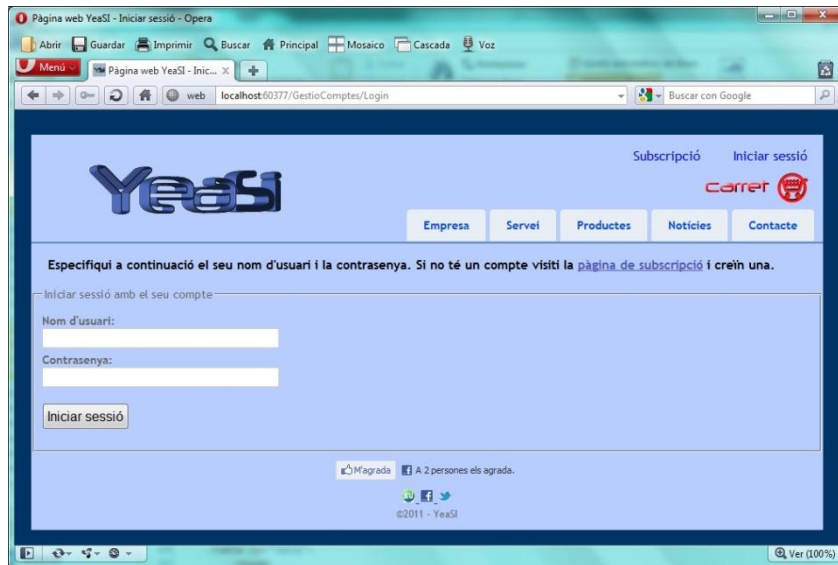 Pàgina web YeaSI - Iniciar sessió - Opera
Abrir Guardar Imprimir Buscar Principal Mosaico Cascada Voz
Menú Pàgina web YeaSI - Inic...
web localhost:60377/GestioComptes/Login Buscar con Google
Subscripció Iniciar sessió
YeaSi
carret
Empresa Servei Productes Notícies Contacte
Especifiqui a continuació el seu nom d'usuari i la contrasenya. Si no té un compte visiti la pàgina de subscripció i creïn una.
Iniciar sessió amb el seu compte
Nom d'usuari:
Contrasenya:
Iniciar sessió
M'agrada A 2 persones els agrada.
©2011 - YeaSI
Ver (100%)